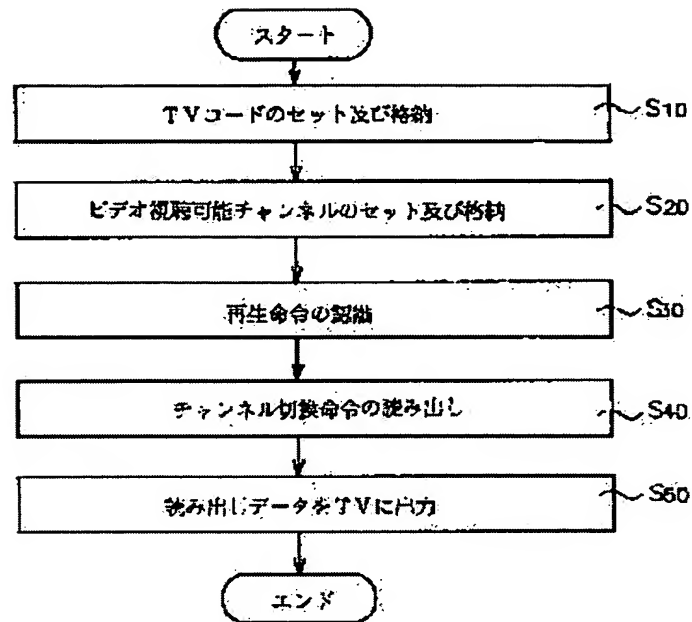 スタート
TVコードのセット及び格納 S10
ビデオ視聴可能チャンネルのセット及び格納 S20
再生命令の認識 S30
チャンネル切換命令の読み出し S40
読み出しデータをTVに出力 S50
エンド